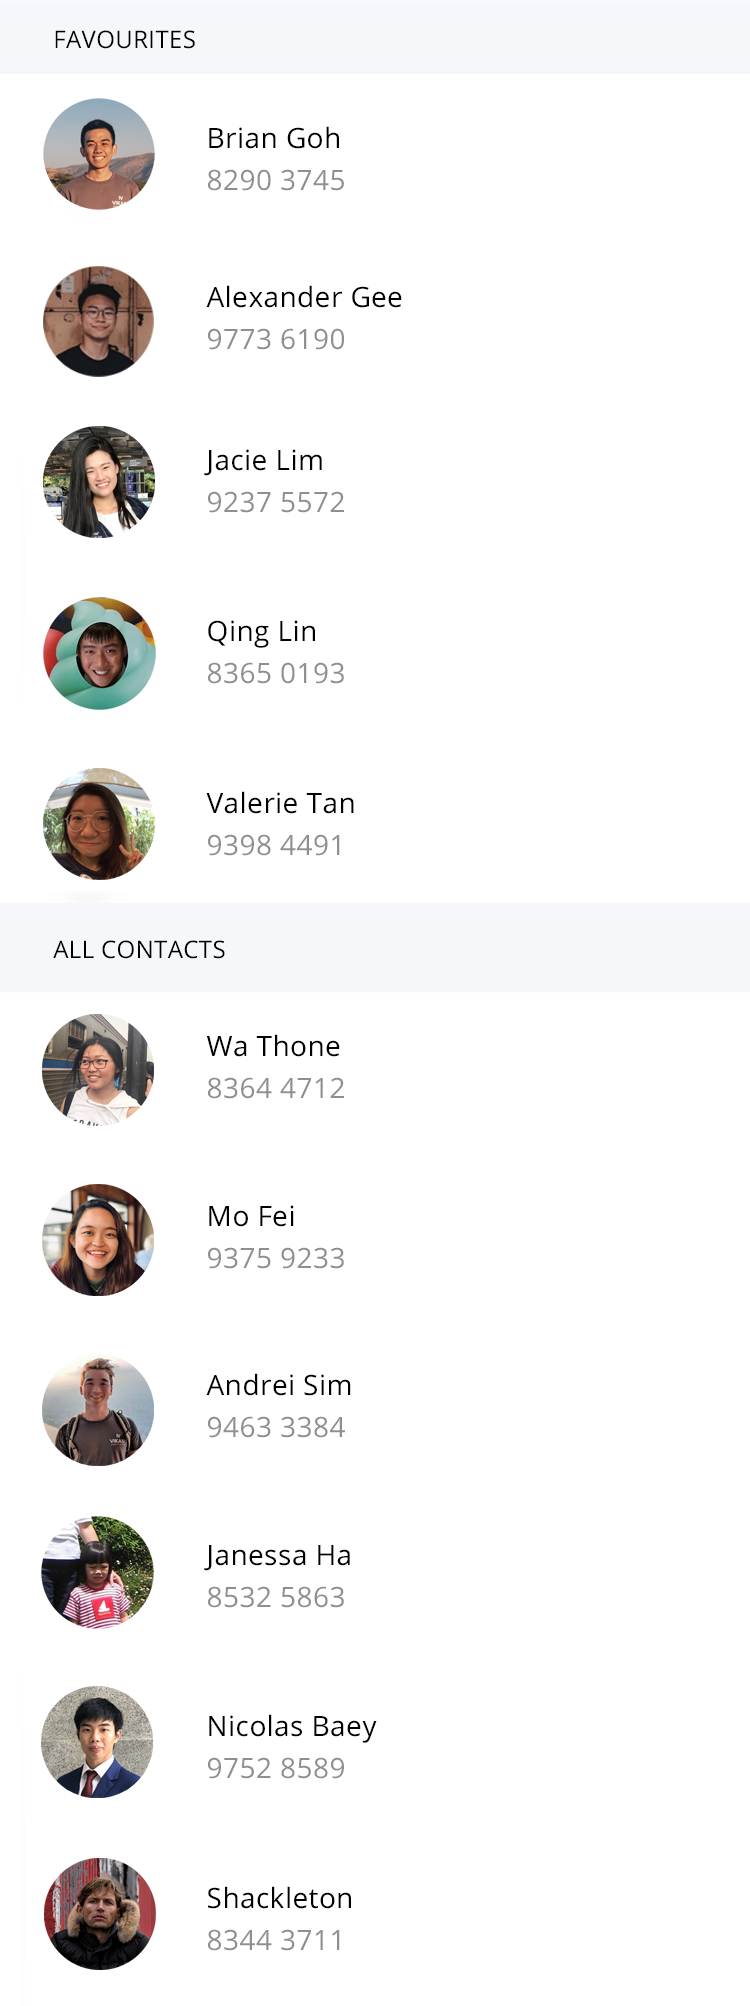 FAVOURITES
Brian Goh
8290 3745
Alexander Gee
9773 6190
Jacie Lim
9237 5572
Qing Lin
8365 0193
Valerie Tan
9398 4491
ALL CONTACTS
Wa Thone
8364 4712
Mo Fei
9375 9233
Andrei Sim
9463 3384
Janessa Ha
8532 5863
Nicolas Baey
9752 8589
Shackleton
8344 3711